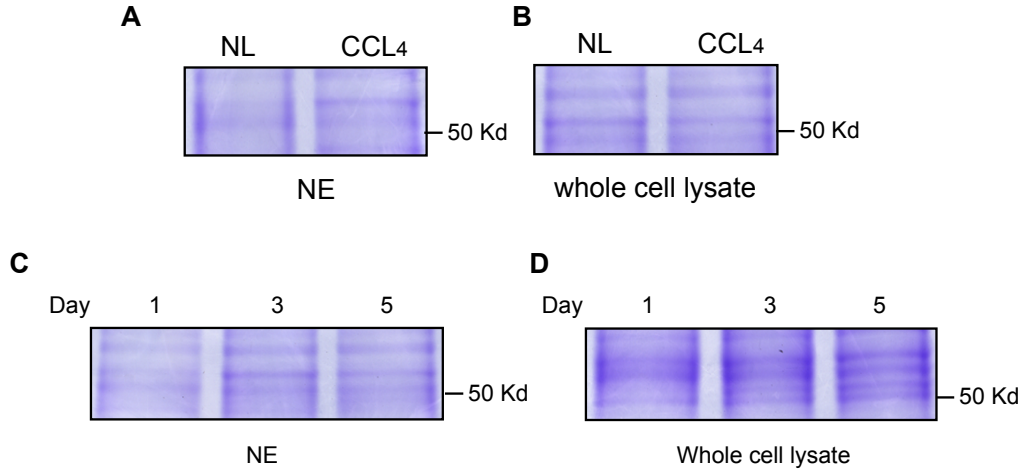 A
NL CCL4
50 Kd
NE
B
NL CCL4
50 Kd
whole cell lysate
C
Day 1 3 5
50 Kd
NE
D
Day 1 3 5
50 Kd
Whole cell lysate